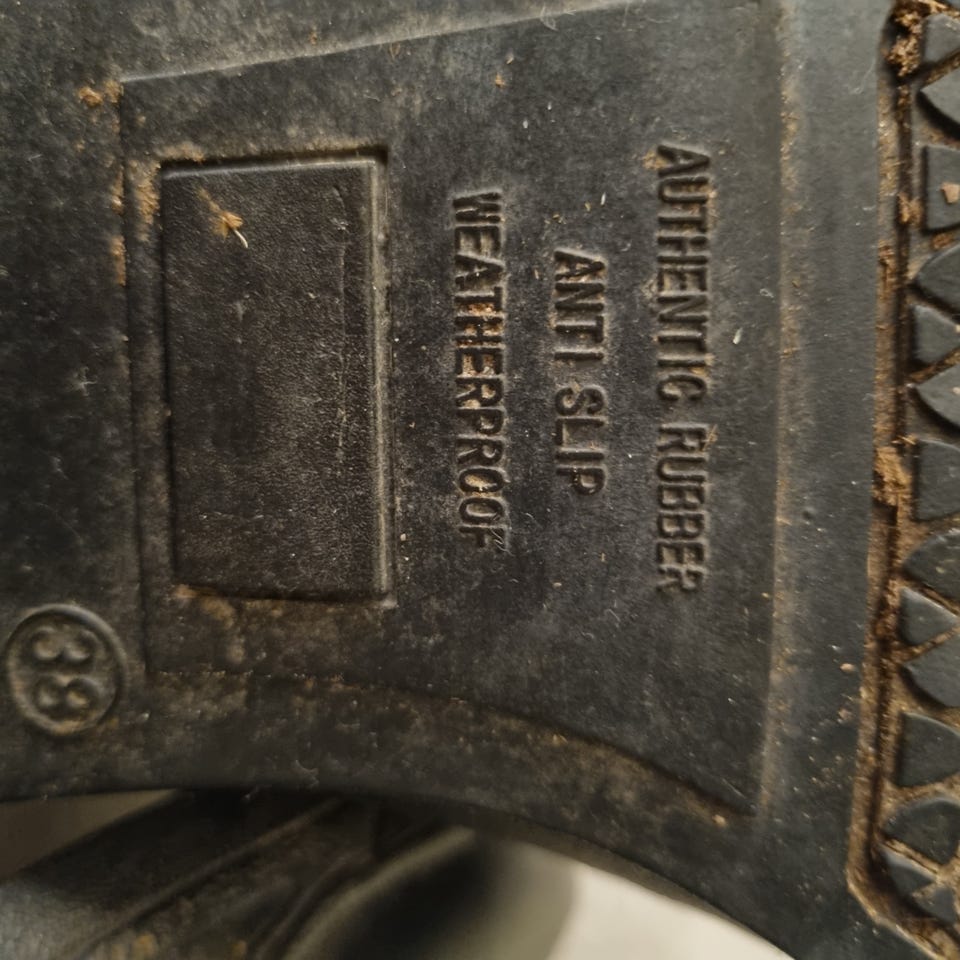 AUTHENTIC RUBBER
ANTI SLIP
WEATHERPROOF
38